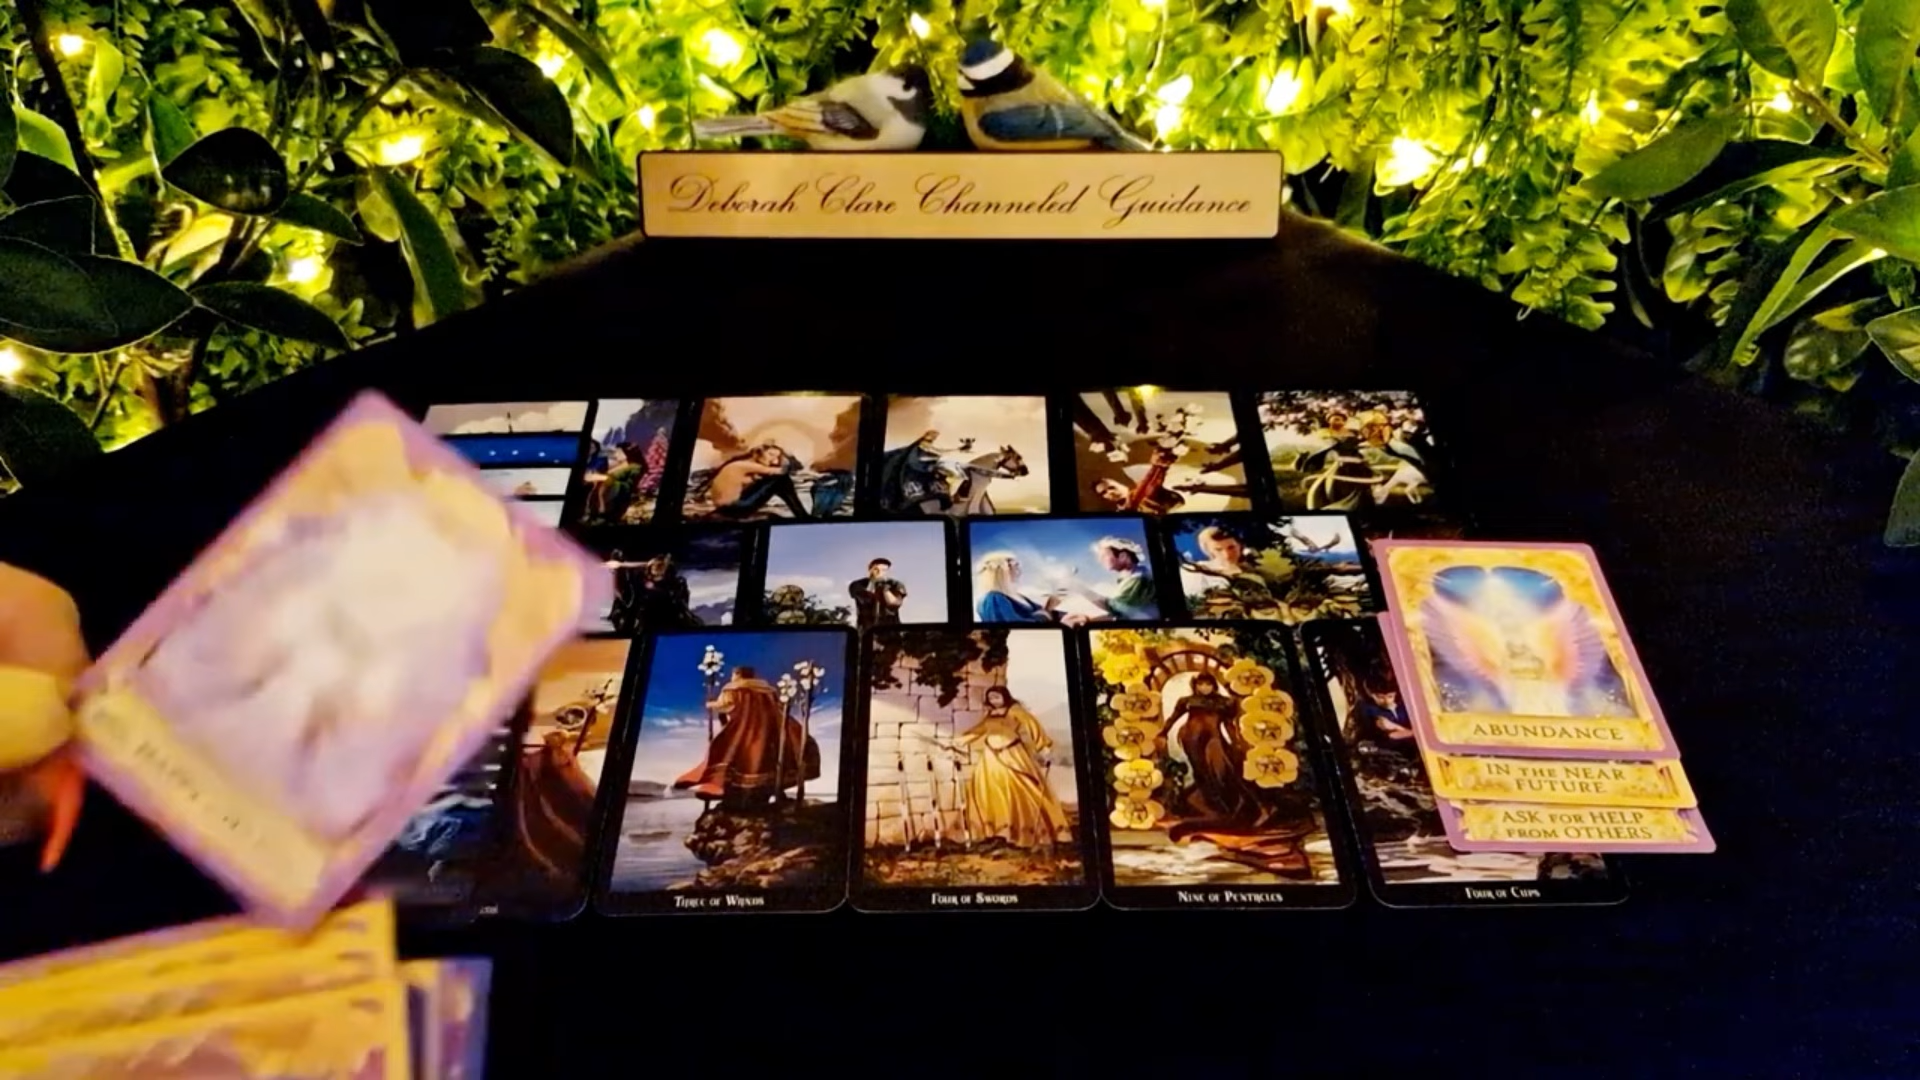 Deborah Clare Channeled Guidance
ABUNDANCE
IN THE NEAR
FUTURE
ASK FOR HELP
FROM OTHERS
THREE OF WANDS
FOUR OF SWORDS
NINE OF PENTACLES
FOUR OF CUPS